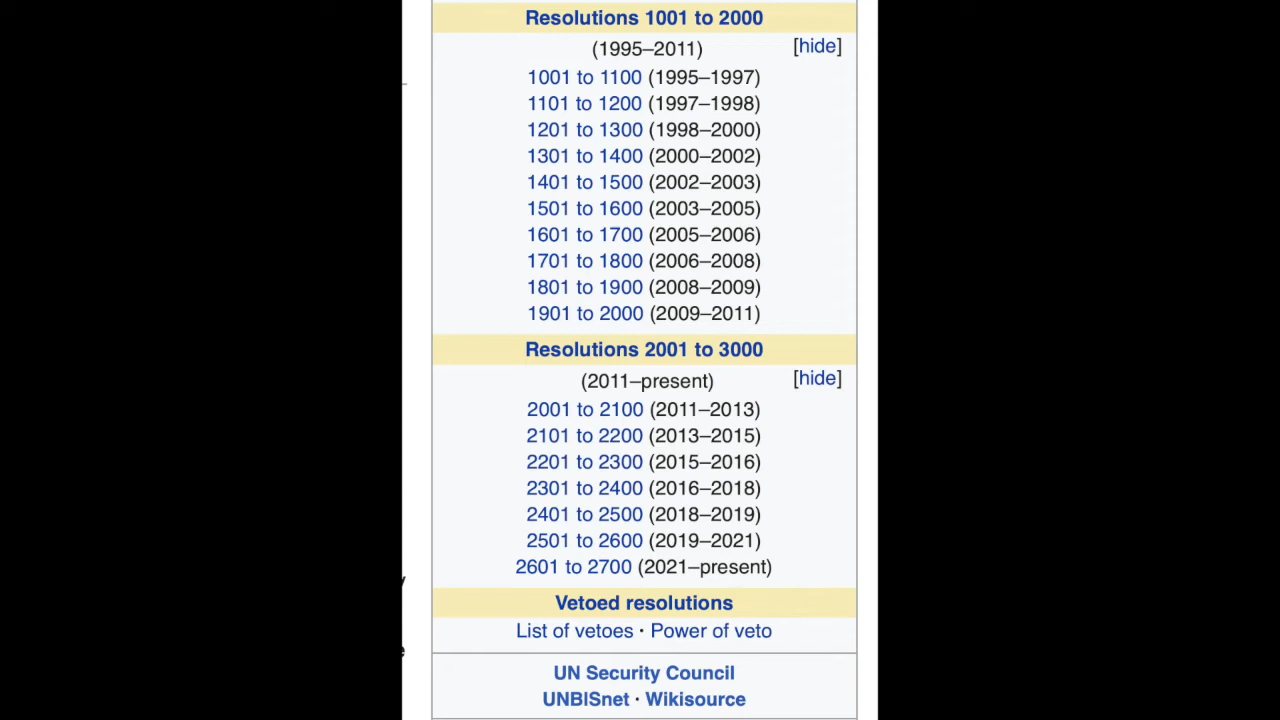 Resolutions 1001 to 2000
(1995–2011) [hide]
1001 to 1100 (1995–1997)
1101 to 1200 (1997–1998)
1201 to 1300 (1998–2000)
1301 to 1400 (2000–2002)
1401 to 1500 (2002–2003)
1501 to 1600 (2003–2005)
1601 to 1700 (2005–2006)
1701 to 1800 (2006–2008)
1801 to 1900 (2008–2009)
1901 to 2000 (2009–2011)
Resolutions 2001 to 3000
(2011–present) [hide]
2001 to 2100 (2011–2013)
2101 to 2200 (2013–2015)
2201 to 2300 (2015–2016)
2301 to 2400 (2016–2018)
2401 to 2500 (2018–2019)
2501 to 2600 (2019–2021)
2601 to 2700 (2021–present)
Vetoed resolutions
List of vetoes · Power of veto
UN Security Council
UNBISnet · Wikisource